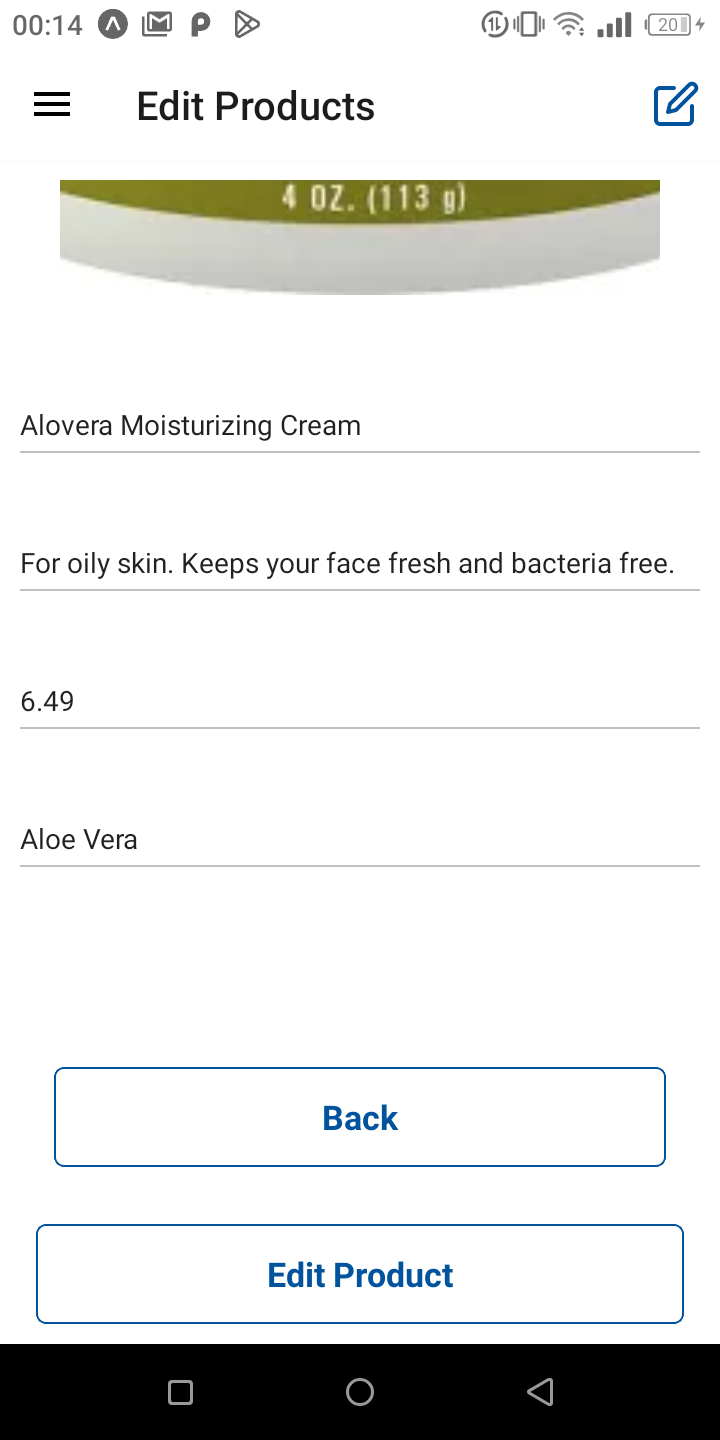 00:14
20
Edit Products
4 OZ. (113 g)
Alovera Moisturizing Cream
For oily skin. Keeps your face fresh and bacteria free.
6.49
Aloe Vera
Back
Edit Product